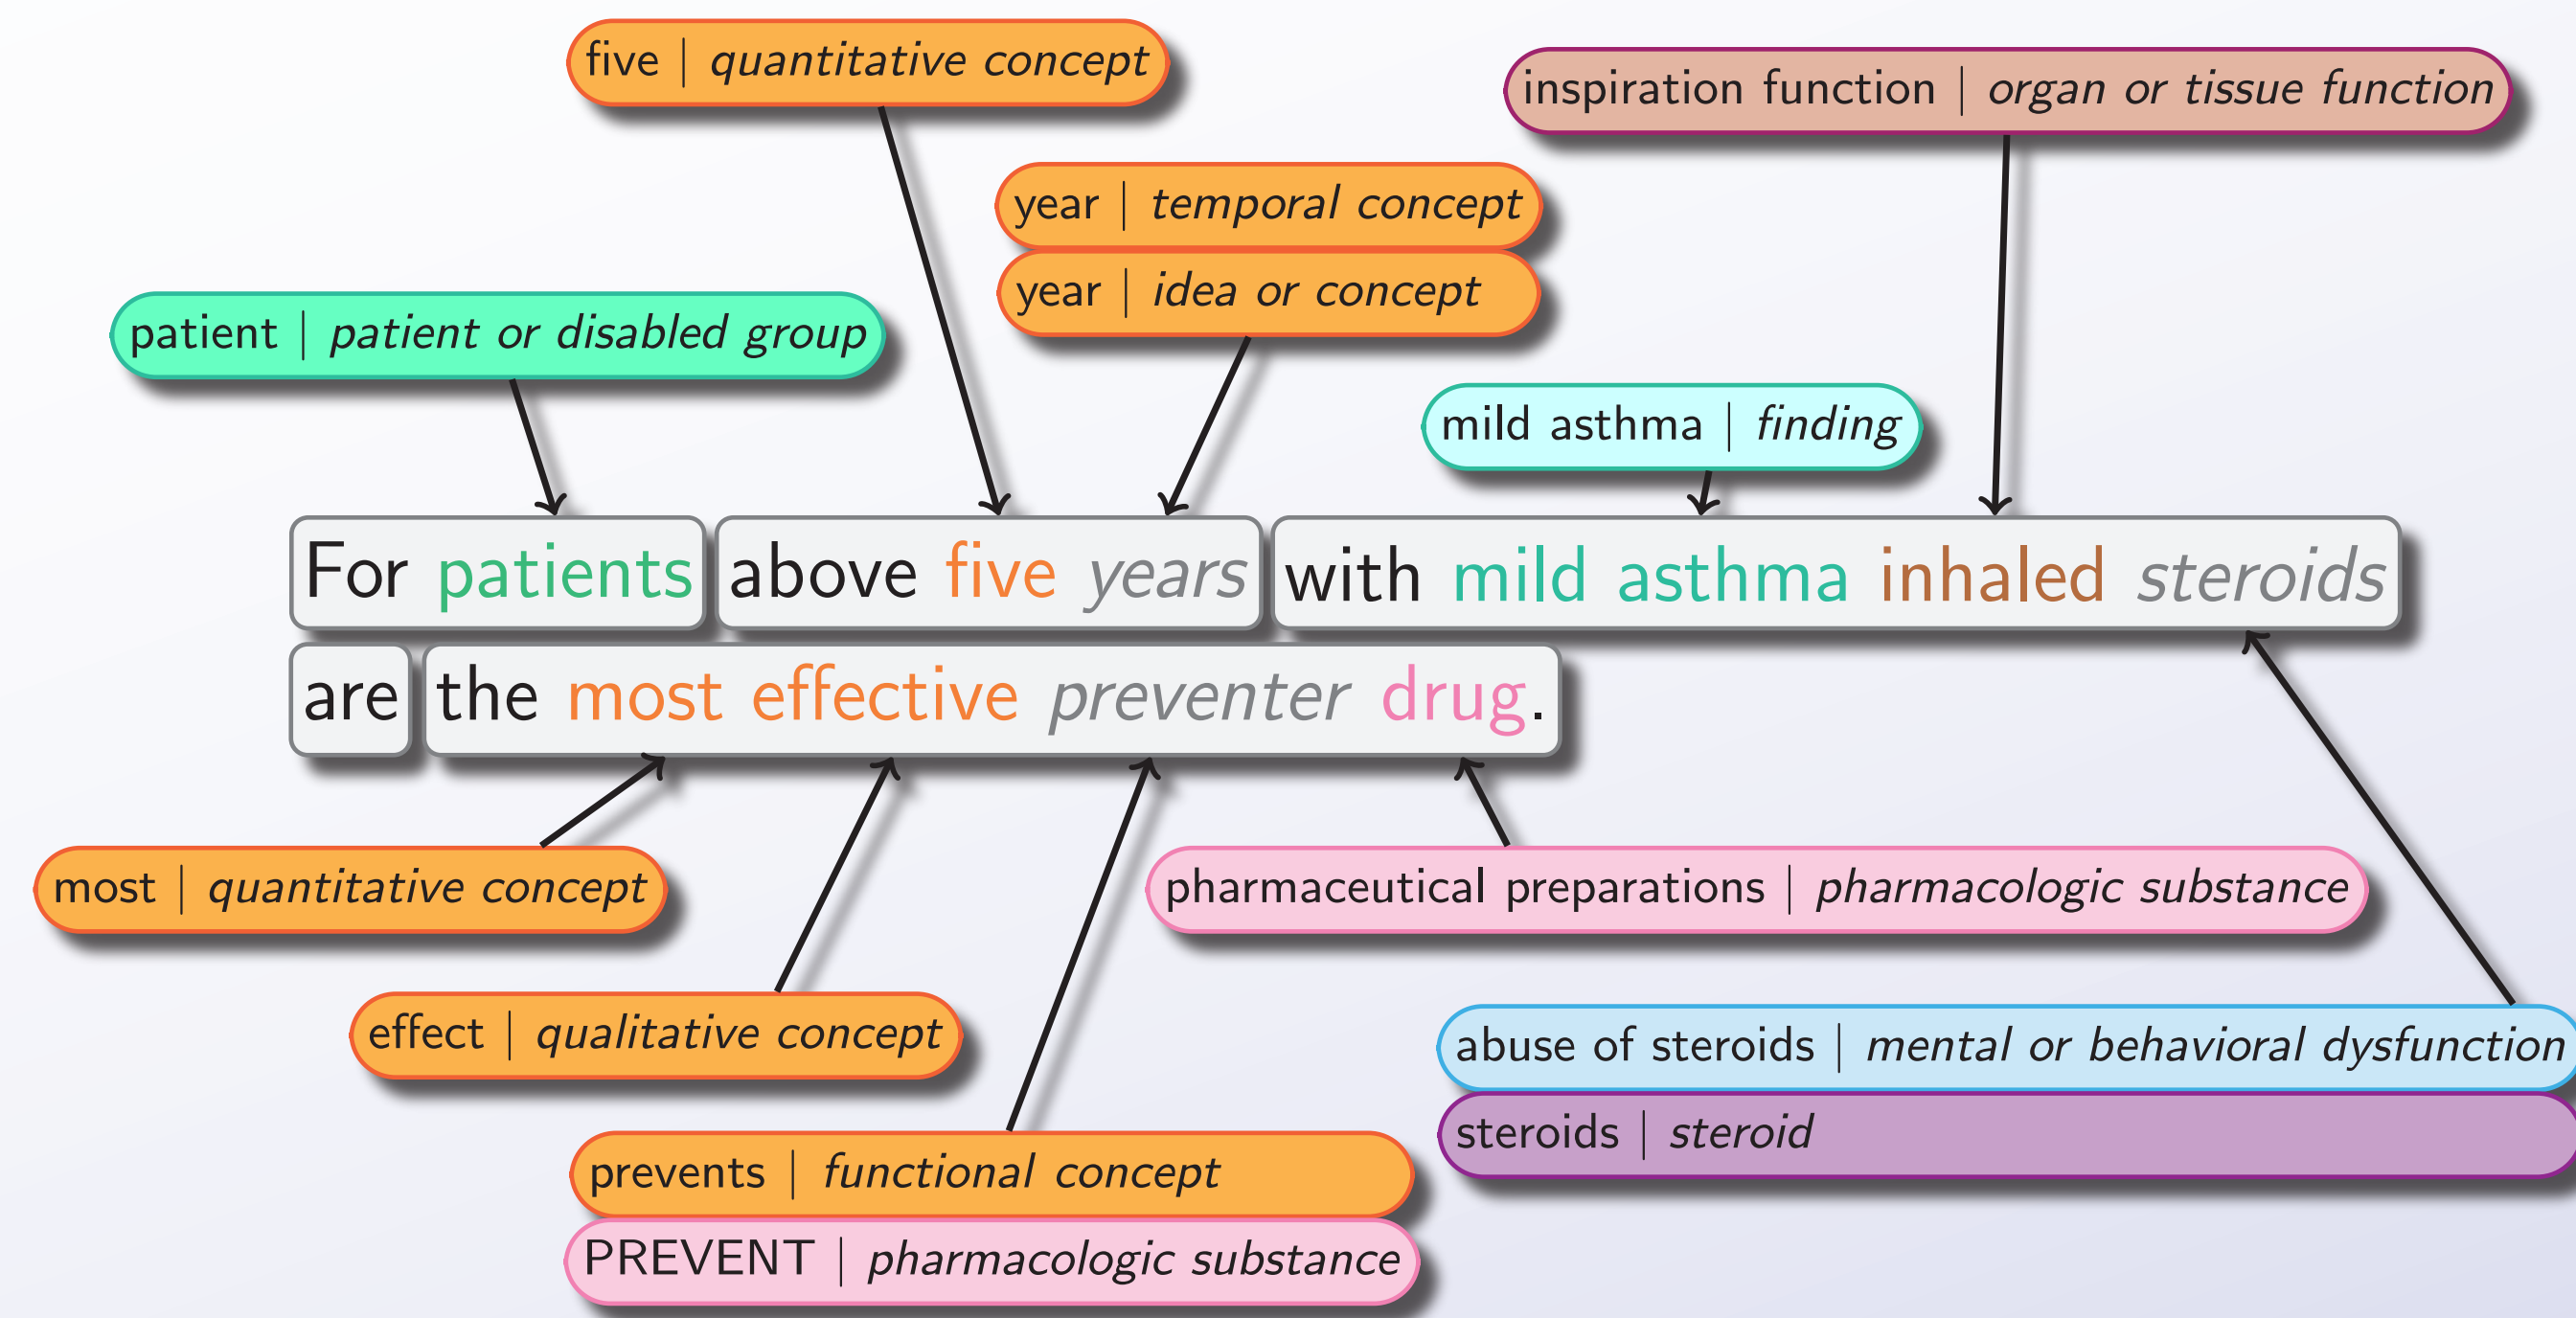 five | quantitative concept
inspiration function | organ or tissue function
year | temporal concept
year | idea or concept
patient | patient or disabled group
mild asthma | finding
For patients above five years with mild asthma inhaled steroids
are the most effective preventer drug.
most | quantitative concept
pharmaceutical preparations | pharmacologic substance
effect | qualitative concept
abuse of steroids | mental or behavioral dysfunction
steroids | steroid
prevents | functional concept
PREVENT | pharmacologic substance